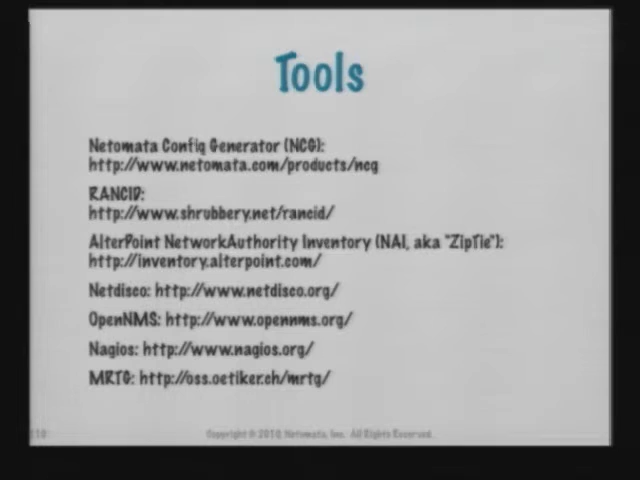 Tools
Netomata Config Generator (NCG):
http://www.netomata.com/products/ncg
RANCID:
http://www.shrubbery.net/rancid/
AlterPoint NetworkAuthority Inventory (NAI, aka "ZipTie"):
http://inventory.alterpoint.com/
Netdisco: http://www.netdisco.org/
OpenNMS: http://www.opennms.org/
Nagios: http://www.nagios.org/
MRTG: http://oss.oetiker.ch/mrtg/
Copyright © 2010, Netomata, Inc. All Rights Reserved.